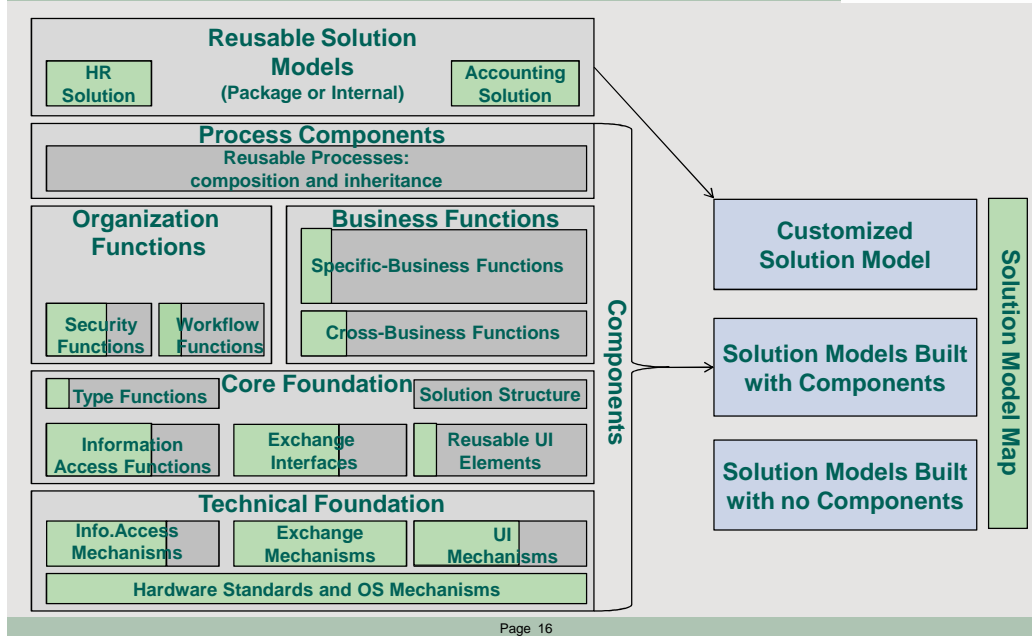 Reusable Solution
Models
(Package or Internal)
HR
Solution
Accounting
Solution
Process Components
Reusable Processes:
composition and inheritance
Organization
Functions
Security
Functions
Workflow
Functions
Business Functions
Specific-Business Functions
Cross-Business Functions
Core Foundation
Type Functions
Solution Structure
Information
Access Functions
Exchange
Interfaces
Reusable UI
Elements
Technical Foundation
Info.Access
Mechanisms
Exchange
Mechanisms
UI
Mechanisms
Hardware Standards and OS Mechanisms
Components
Customized
Solution Model
Solution Models Built
with Components
Solution Models Built
with no Components
Solution Model Map
Page 16